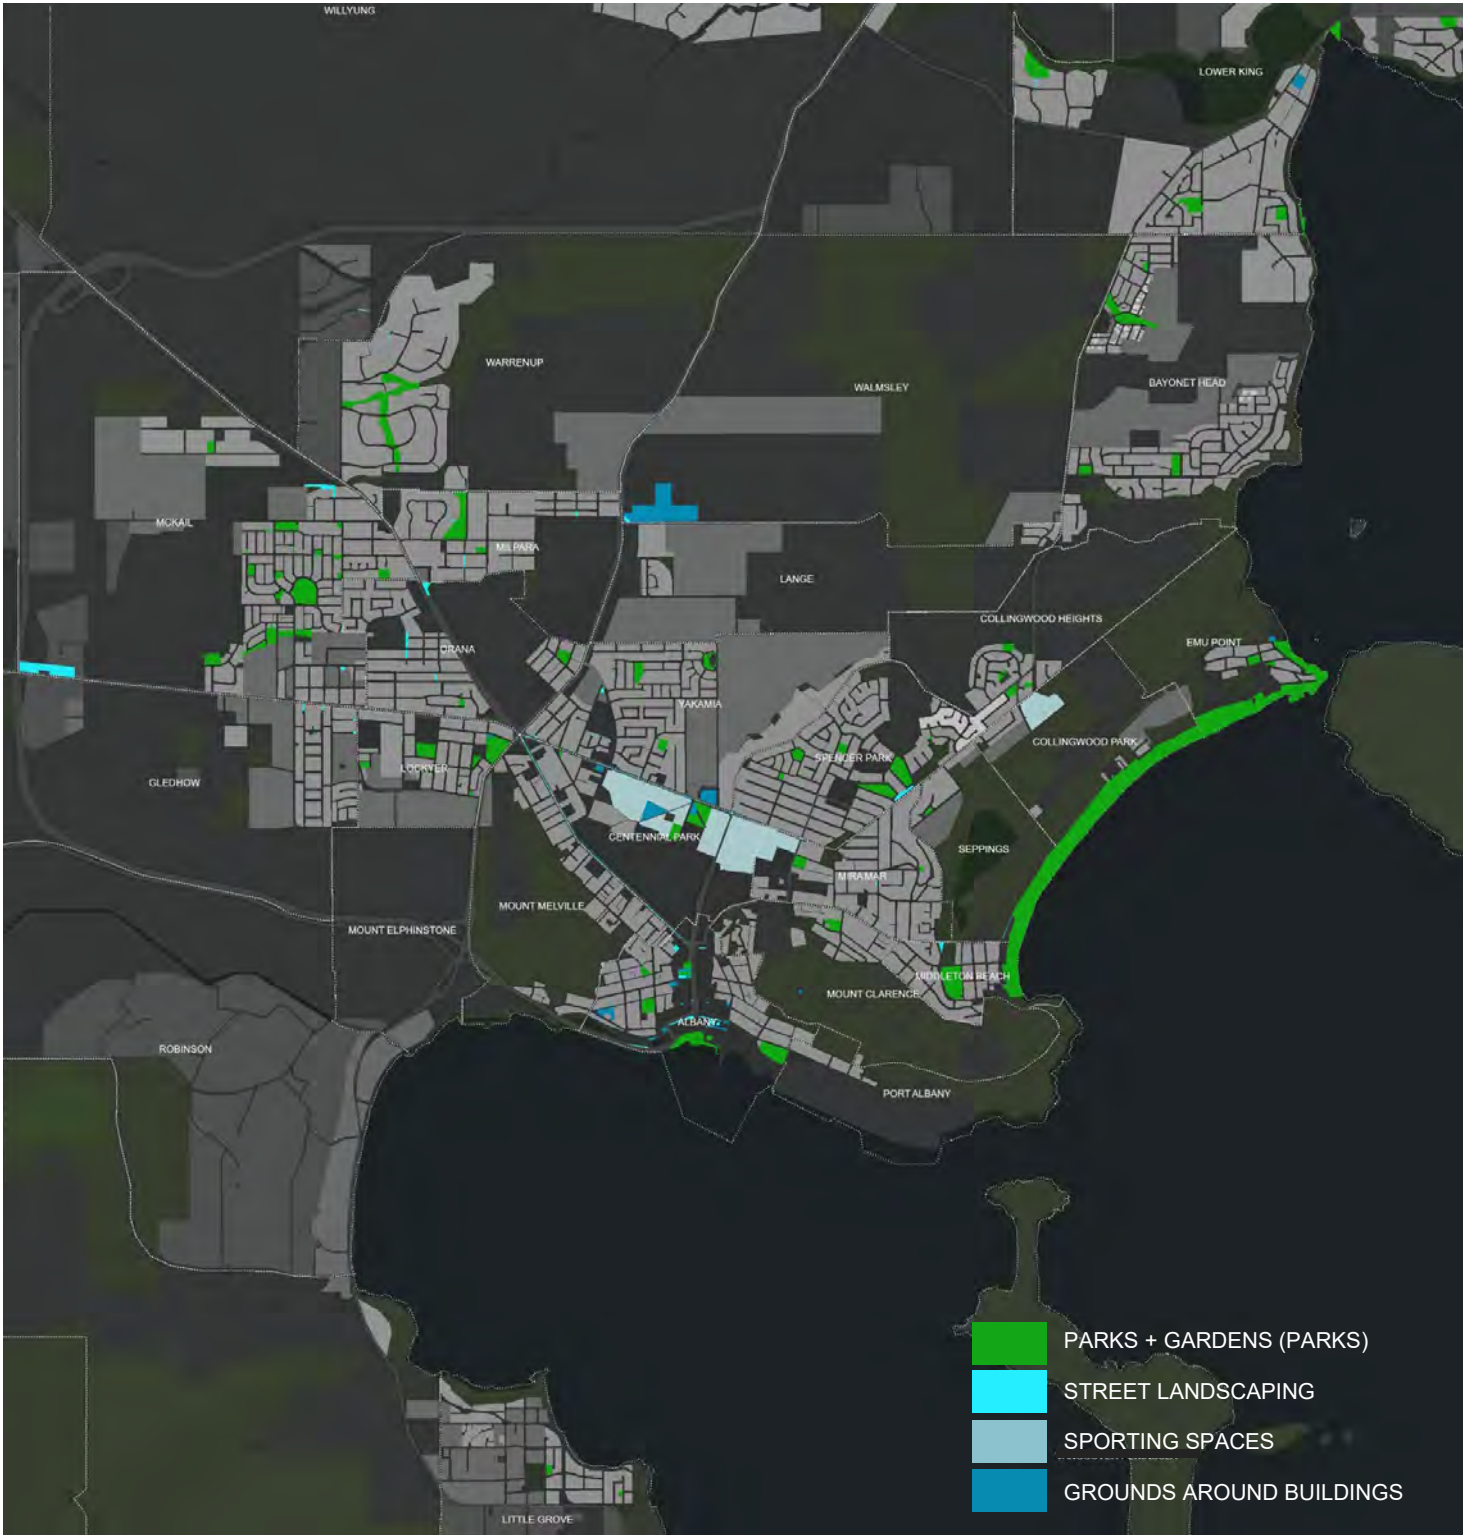 WILLYUNG
LOWER KING
WARRENUP
WALMSLEY
BAYONET HEAD
MCKAIL
MILPARA
LANGE
COLLINGWOOD HEIGHTS
EMU POINT
ORANA
YAKAMIA
COLLINGWOOD PARK
SPENCER PARK
LOCKYER
GLEDHOW
CENTENNIAL PARK
SEPPINGS
MIRAMAR
MOUNT MELVILLE
MOUNT ELPHINSTONE
MIDDLETON BEACH
MOUNT CLARENCE
ALBANY
ROBINSON
PORT ALBANY
PARKS + GARDENS (PARKS)
STREET LANDSCAPING
SPORTING SPACES
GROUNDS AROUND BUILDINGS
LITTLE GROVE